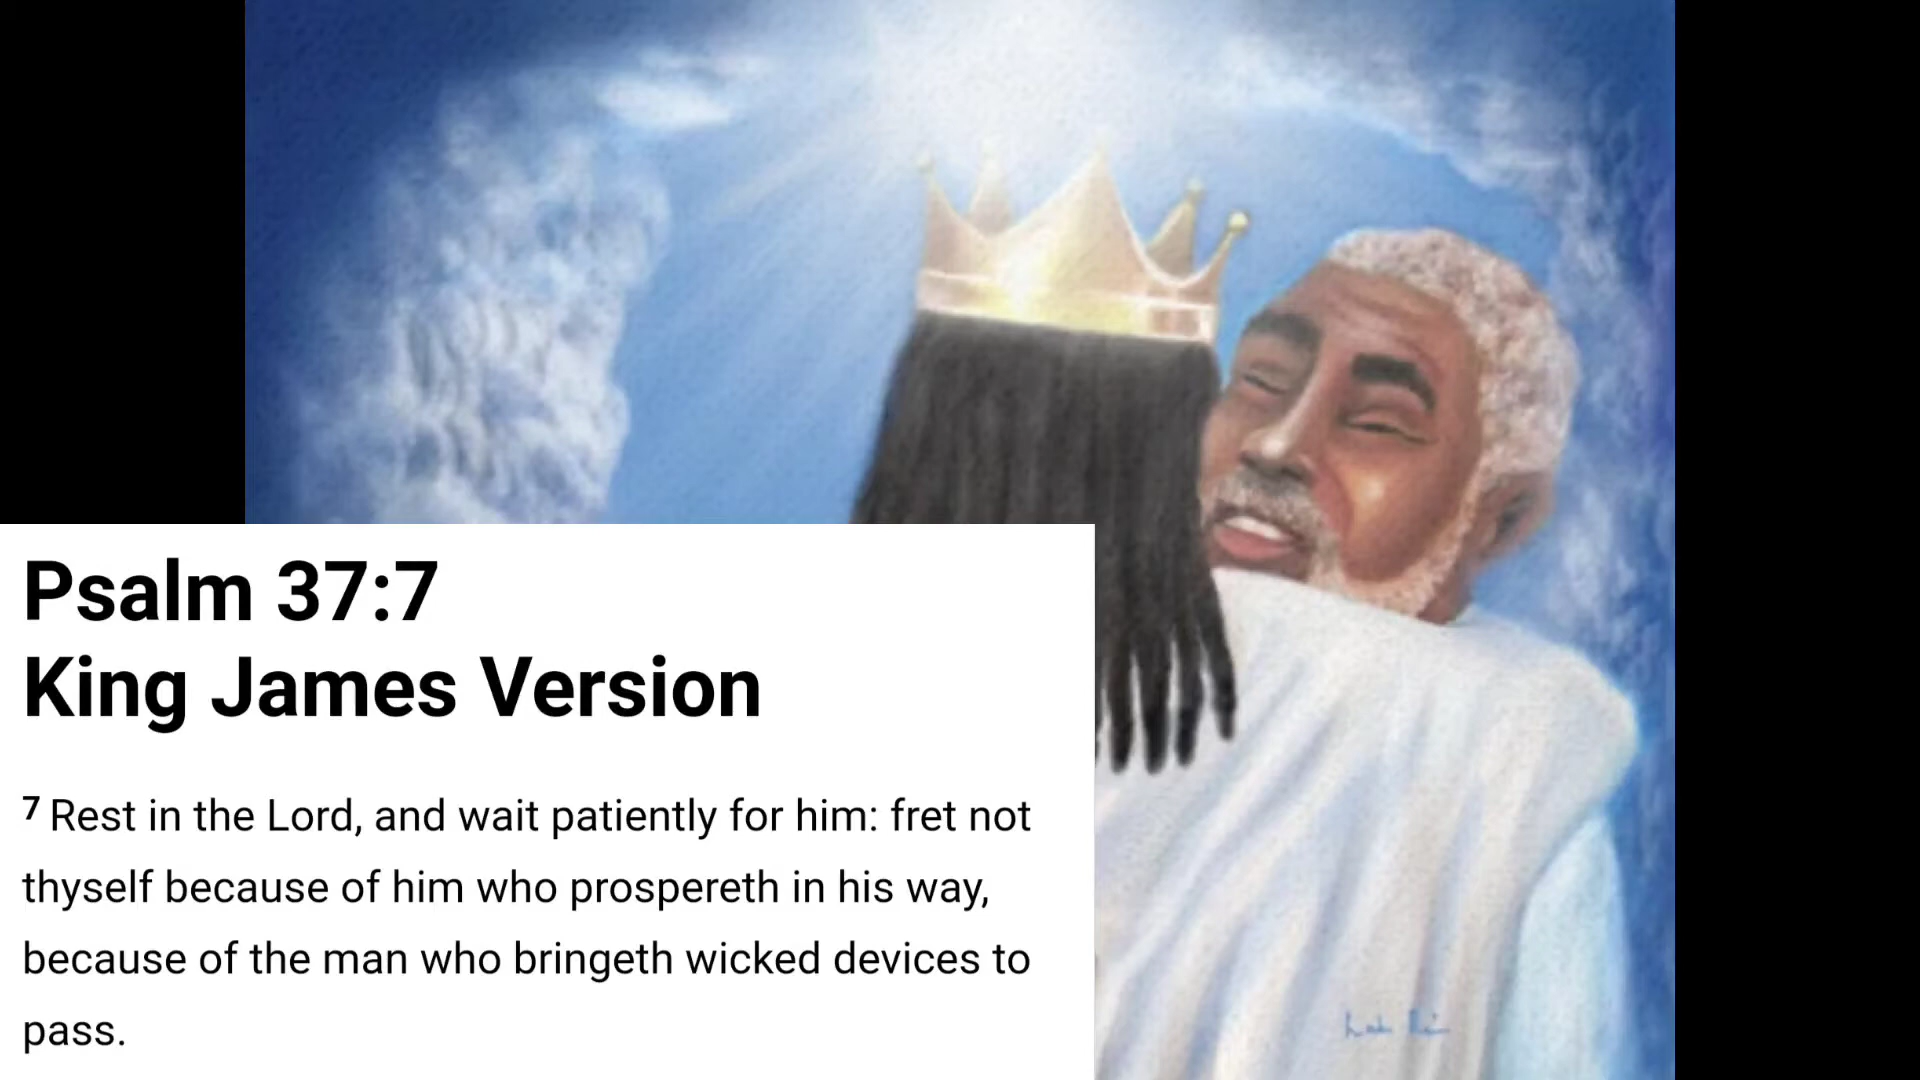 Psalm 37:7
King James Version
7 Rest in the Lord, and wait patiently for him: fret not
thyself because of him who prospereth in his way,
because of the man who bringeth wicked devices to
pass.